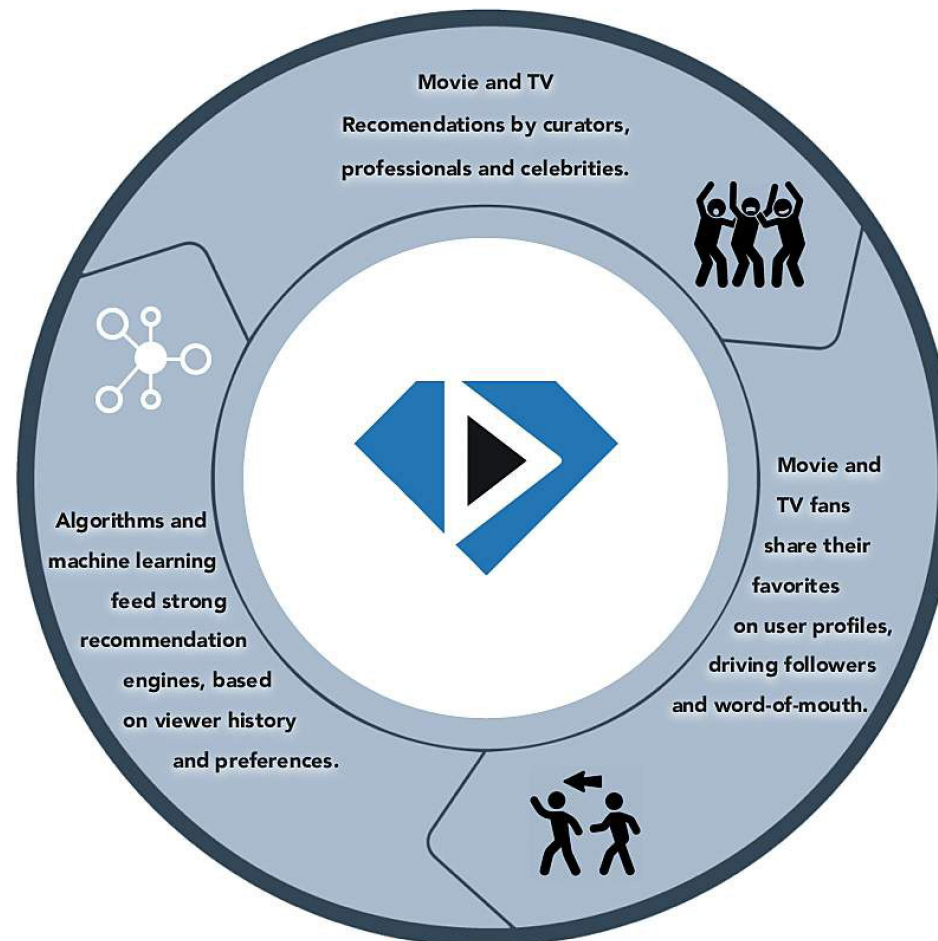 Movie and TV
Recomendations by curators,
professionals and celebrities.
Movie and
TV fans
share their
favorites
on user profiles,
driving followers
and word-of-mouth.
Algorithms and
machine learning
feed strong
recommendation
engines, based
on viewer history
and preferences.